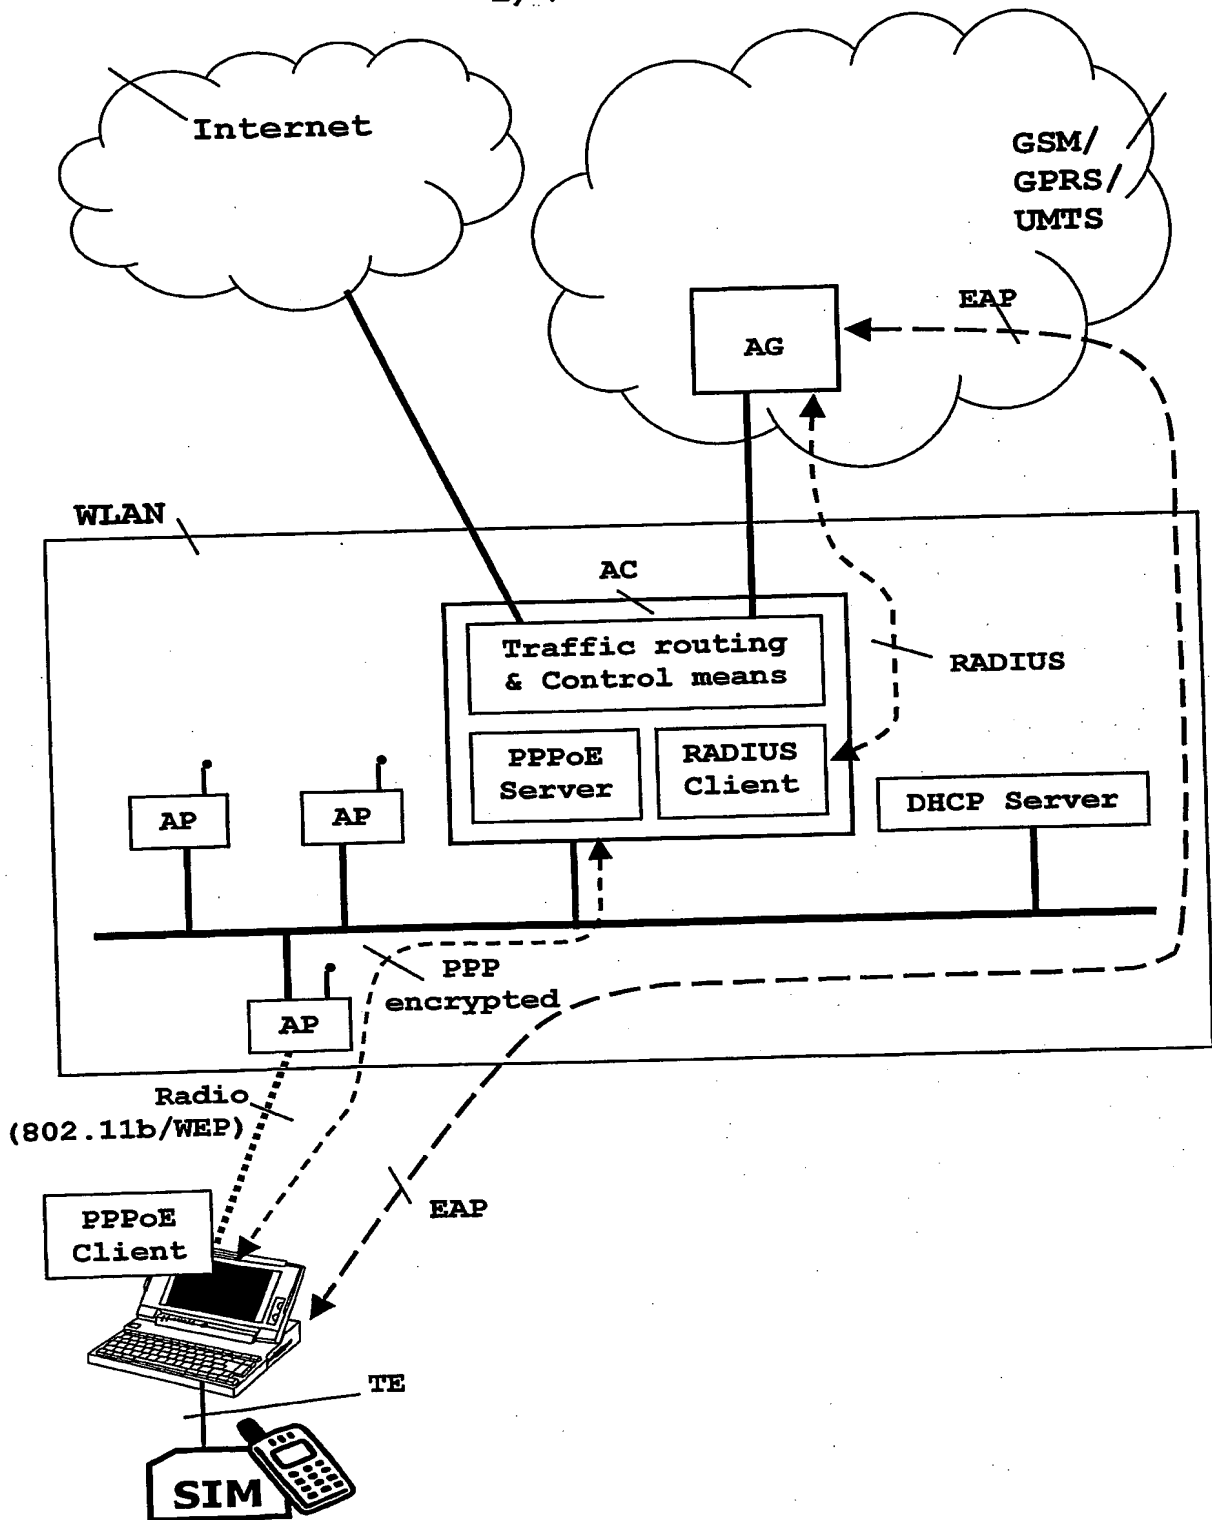 Internet
GSM/
GPRS/
UMTS
EAP
AG
WLAN
AC
Traffic routing
& Control means
RADIUS
PPPoE
Server
RADIUS
Client
AP
AP
DHCP Server
PPP
encrypted
AP
Radio
(802.11b/WEP)
EAP
PPPoE
Client
TE
SIM